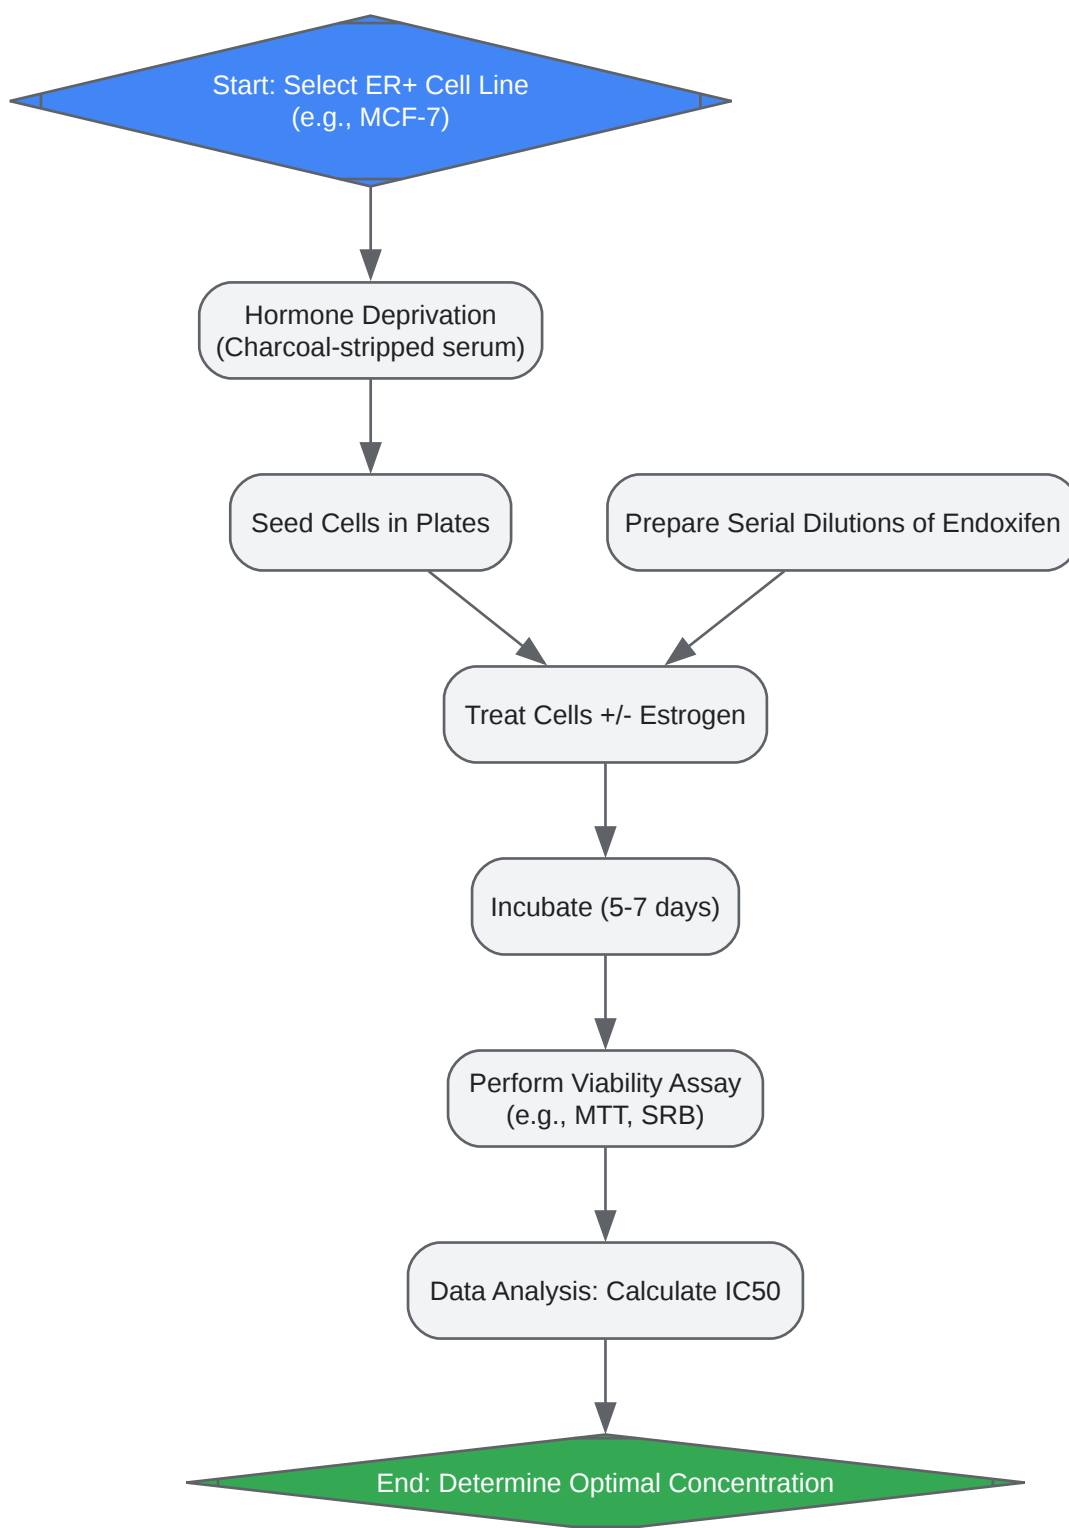 Start: Select ER+ Cell Line
(e.g., MCF-7)
Hormone Deprivation
(Charcoal-stripped serum)
Seed Cells in Plates
Prepare Serial Dilutions of Endoxifen
Treat Cells +/- Estrogen
Incubate (5-7 days)
Perform Viability Assay
(e.g., MTT, SRB)
Data Analysis: Calculate IC50
End: Determine Optimal Concentration